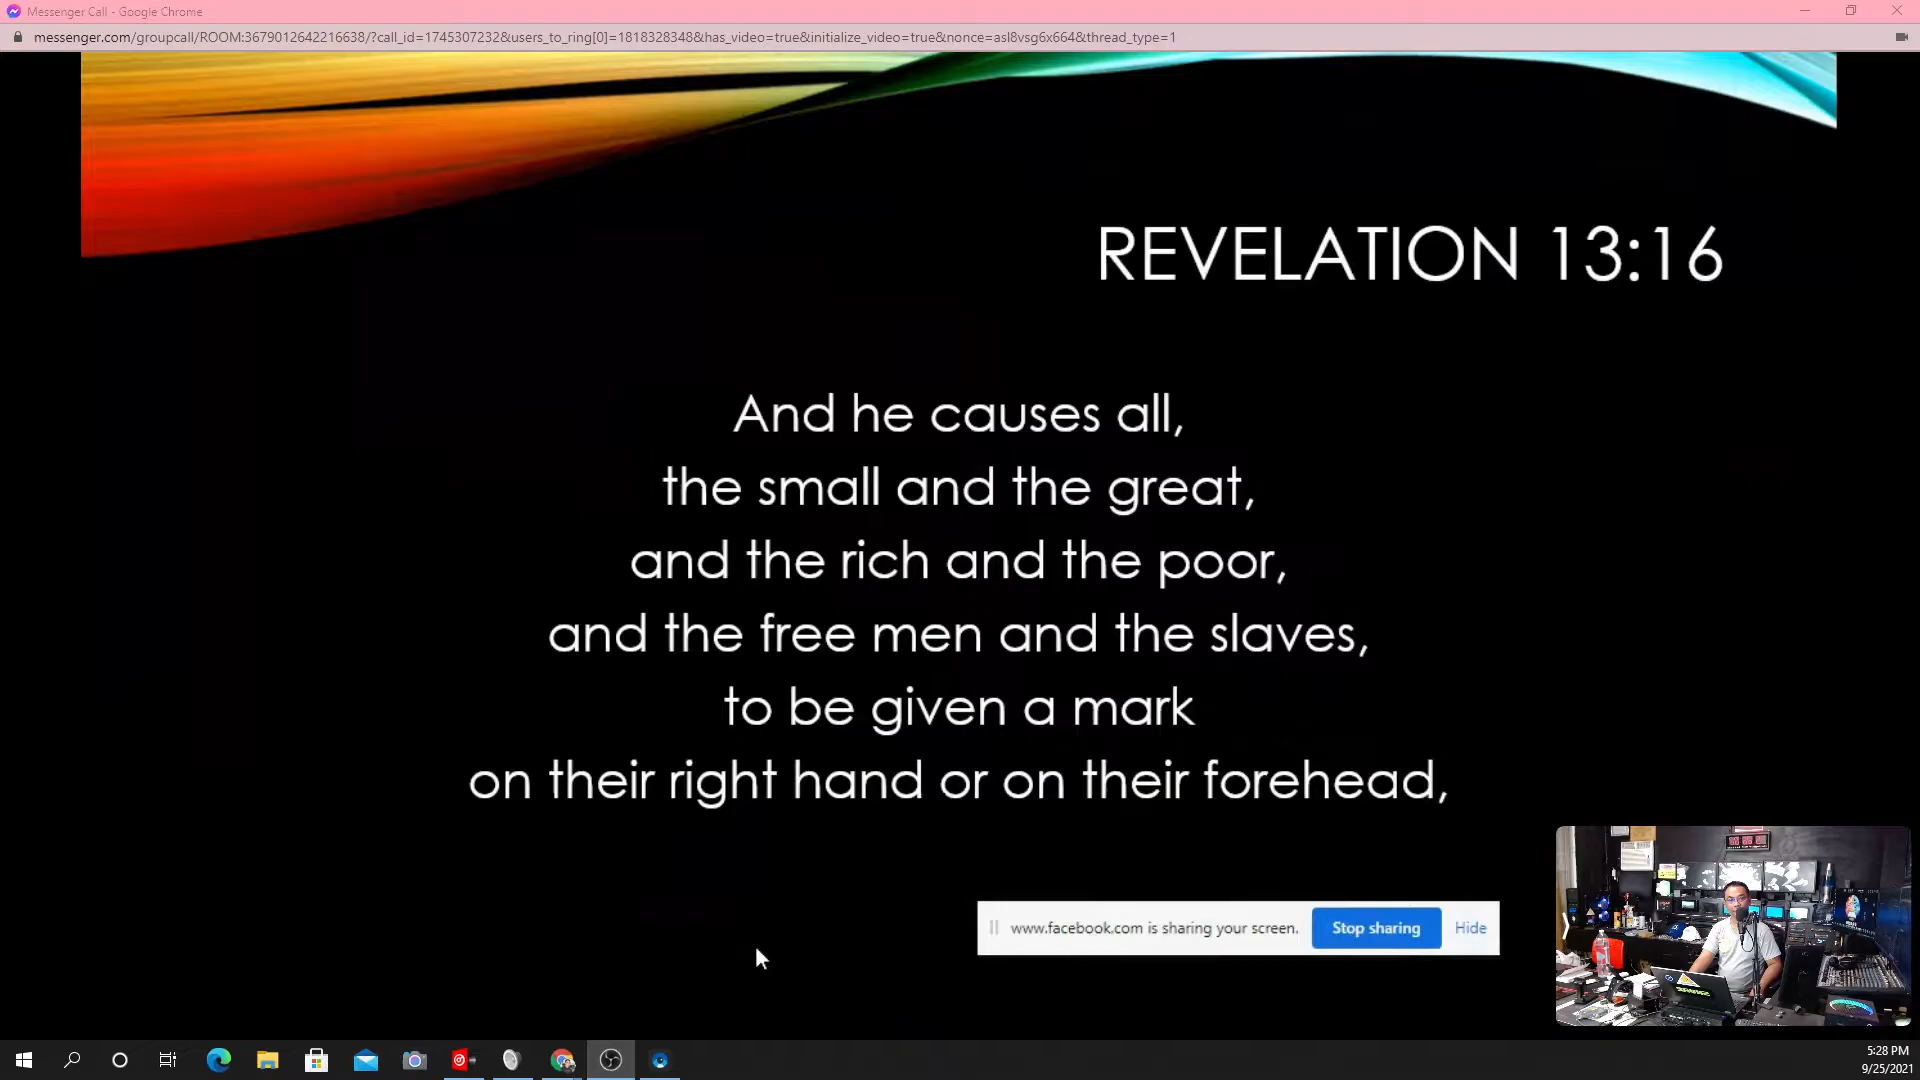 Messenger Call - Google Chrome
messenger.com/groupcall/ROOM:3679012642216638/?call_id=1745307232&users_to_ring[0]=1818328348&has_video=true&initialize_video=true&nonce=asl8vsg6x664&thread_type=1
REVELATION 13:16
And he causes all,
the small and the great,
and the rich and the poor,
and the free men and the slaves,
to be given a mark
on their right hand or on their forehead,
www.facebook.com is sharing your screen. Stop sharing Hide
5:28 PM
9/25/2021